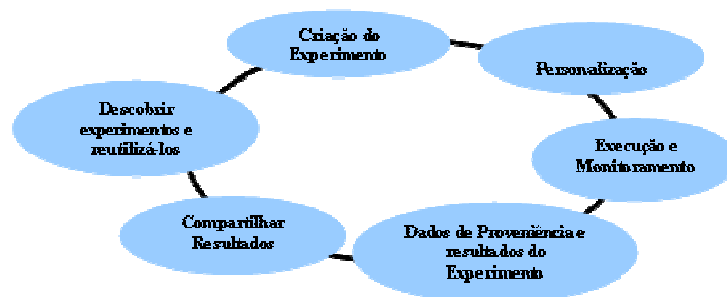 Criação do
Experimento
Personalização
Execução e
Monitoramento
Dados de Proveniência e
resultados do
Experimento
Compartilhar
Resultados
Descobrir
experimentos e
reutilizá-los